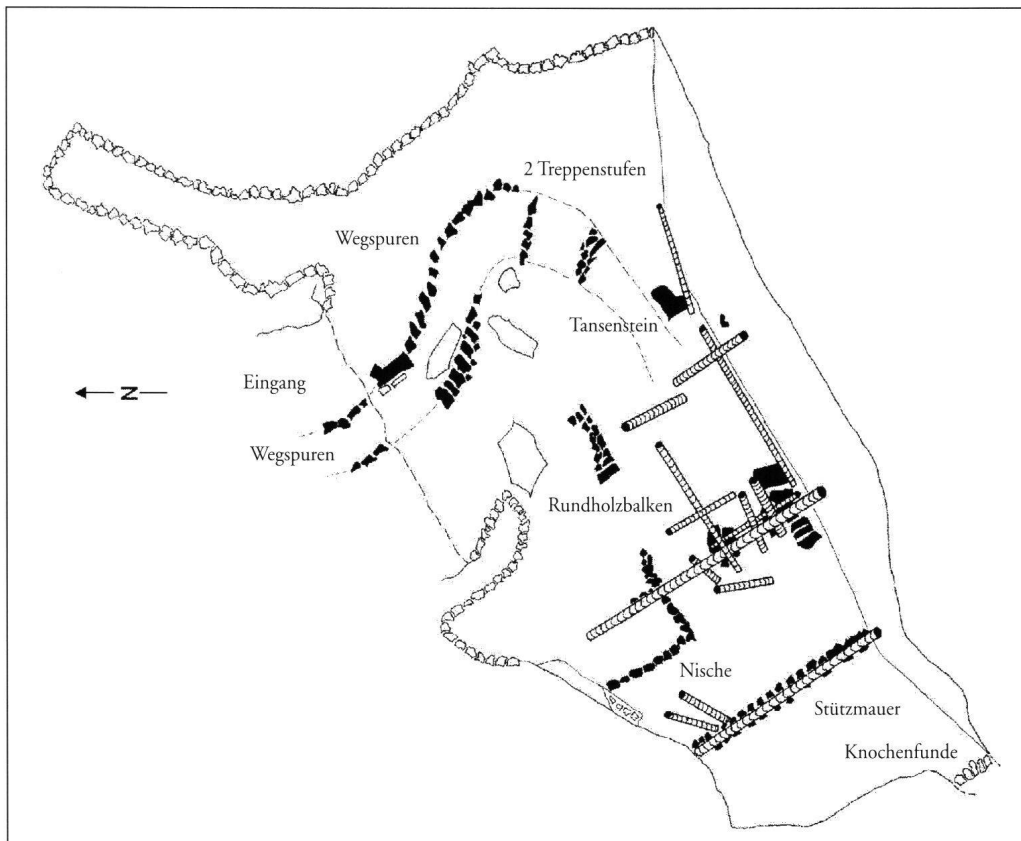 2 Treppenstufen
Wegspuren
Tansenstein
Eingang
N
Wegspuren
Rundholzbalken
Nische
Stützmauer
Knochenfunde